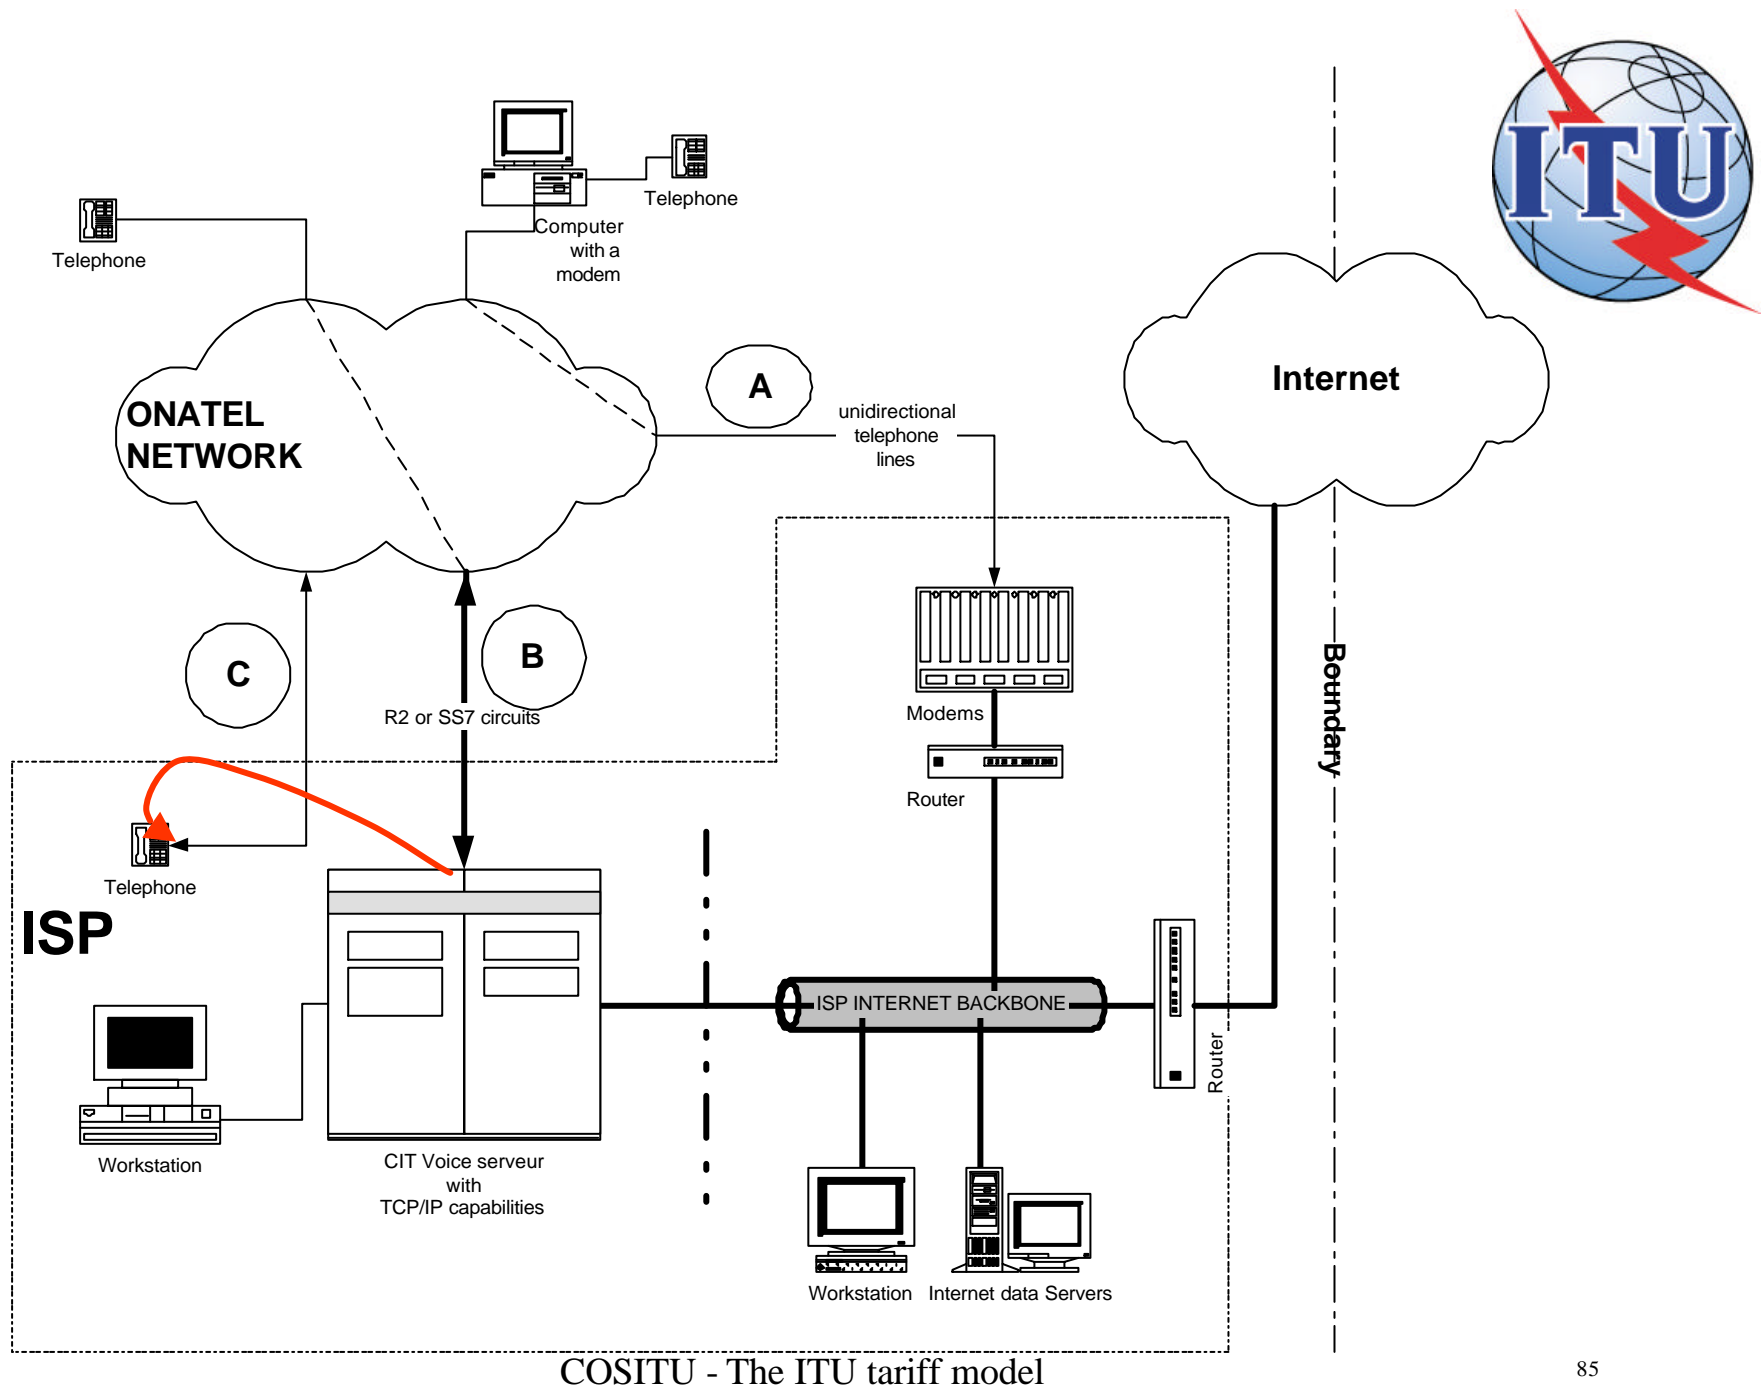 ITU
Telephone
Telephone
Computer
with a
modem
Internet
A
ONATEL
NETWORK
unidirectional
telephone
lines
C
B
R2 or SS7 circuits
Modems
Router
Boundary
Telephone
ISP
ISP INTERNET BACKBONE
Router
Workstation
CIT Voice serveur
with
TCP/IP capabilities
Workstation
Internet data Servers
COSITU - The ITU tariff model
85